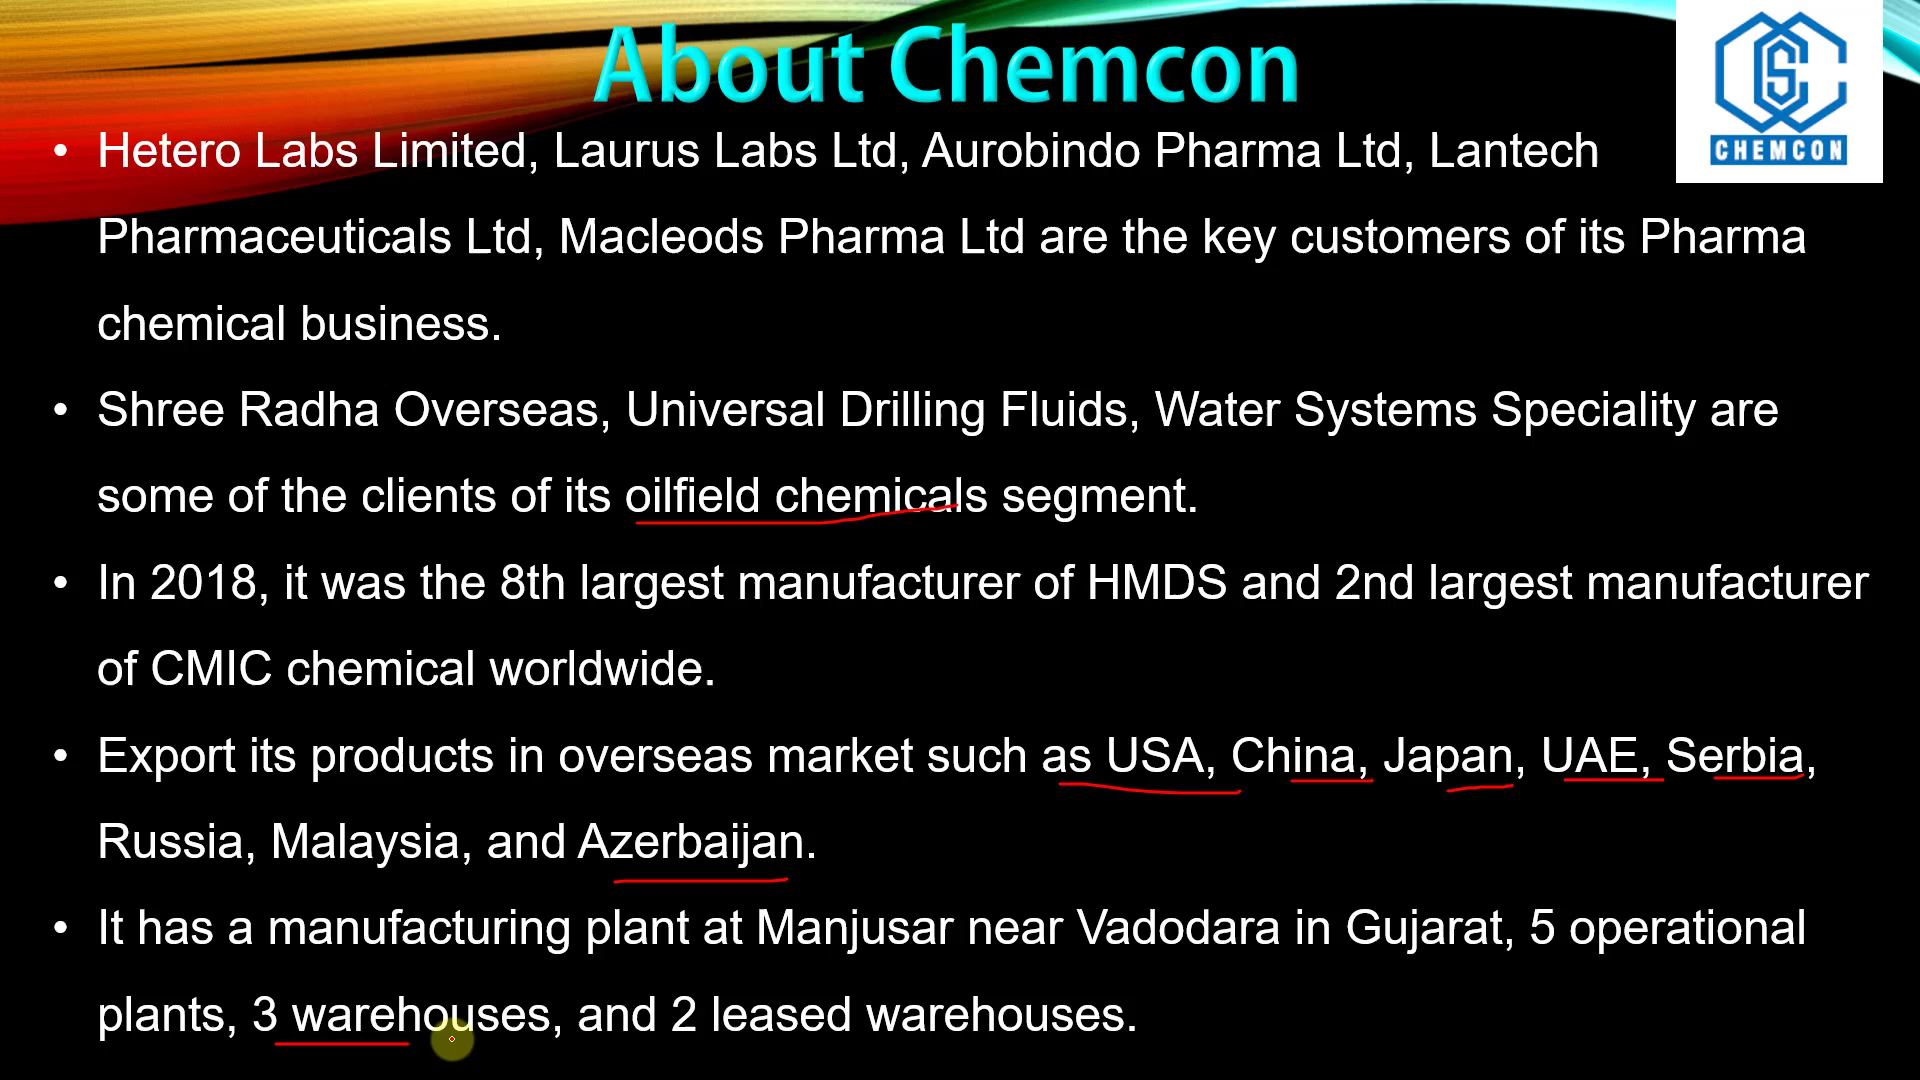 About Chemcon
CHEMCON
• Hetero Labs Limited, Laurus Labs Ltd, Aurobindo Pharma Ltd, Lantech
Pharmaceuticals Ltd, Macleods Pharma Ltd are the key customers of its Pharma
chemical business.
• Shree Radha Overseas, Universal Drilling Fluids, Water Systems Speciality are
some of the clients of its oilfield chemicals segment.
• In 2018, it was the 8th largest manufacturer of HMDS and 2nd largest manufacturer
of CMIC chemical worldwide.
• Export its products in overseas market such as USA, China, Japan, UAE, Serbia,
Russia, Malaysia, and Azerbaijan.
• It has a manufacturing plant at Manjusar near Vadodara in Gujarat, 5 operational
plants, 3 warehouses, and 2 leased warehouses.